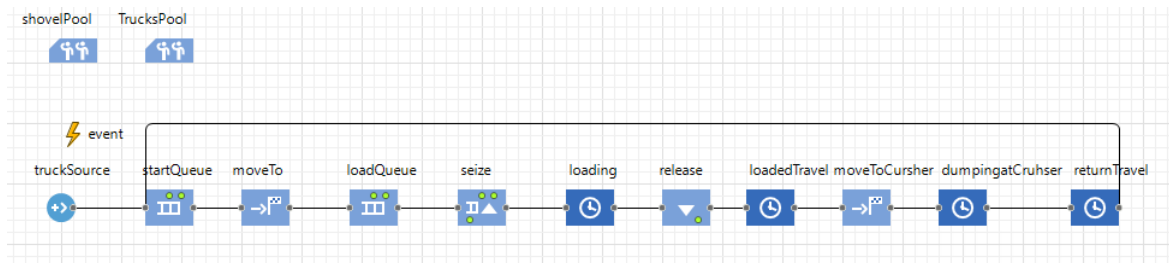 shovelPool TrucksPool
event
truckSource startQueue moveTo loadQueue seize loading release loadedTravel moveToCursher dumpingatCruhser returnTravel